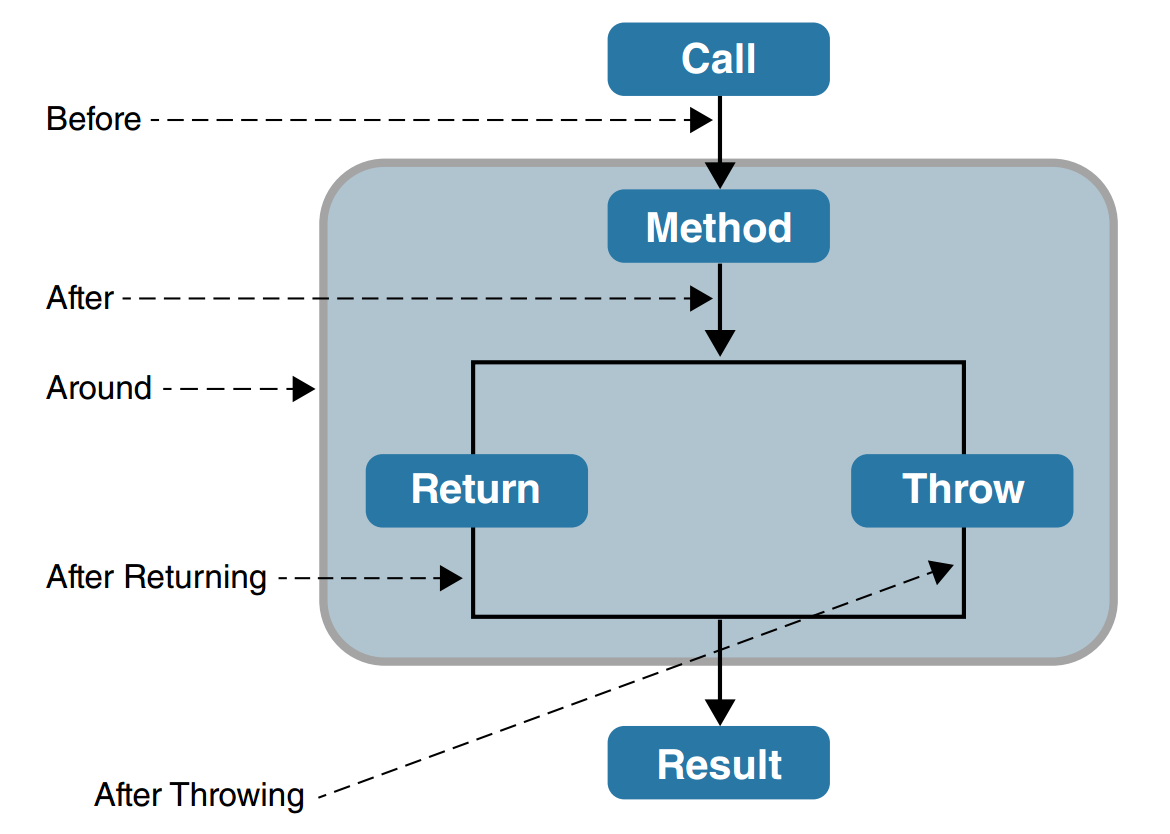 Call
Before
Method
After
Around
Return
Throw
After Returning
Result
After Throwing